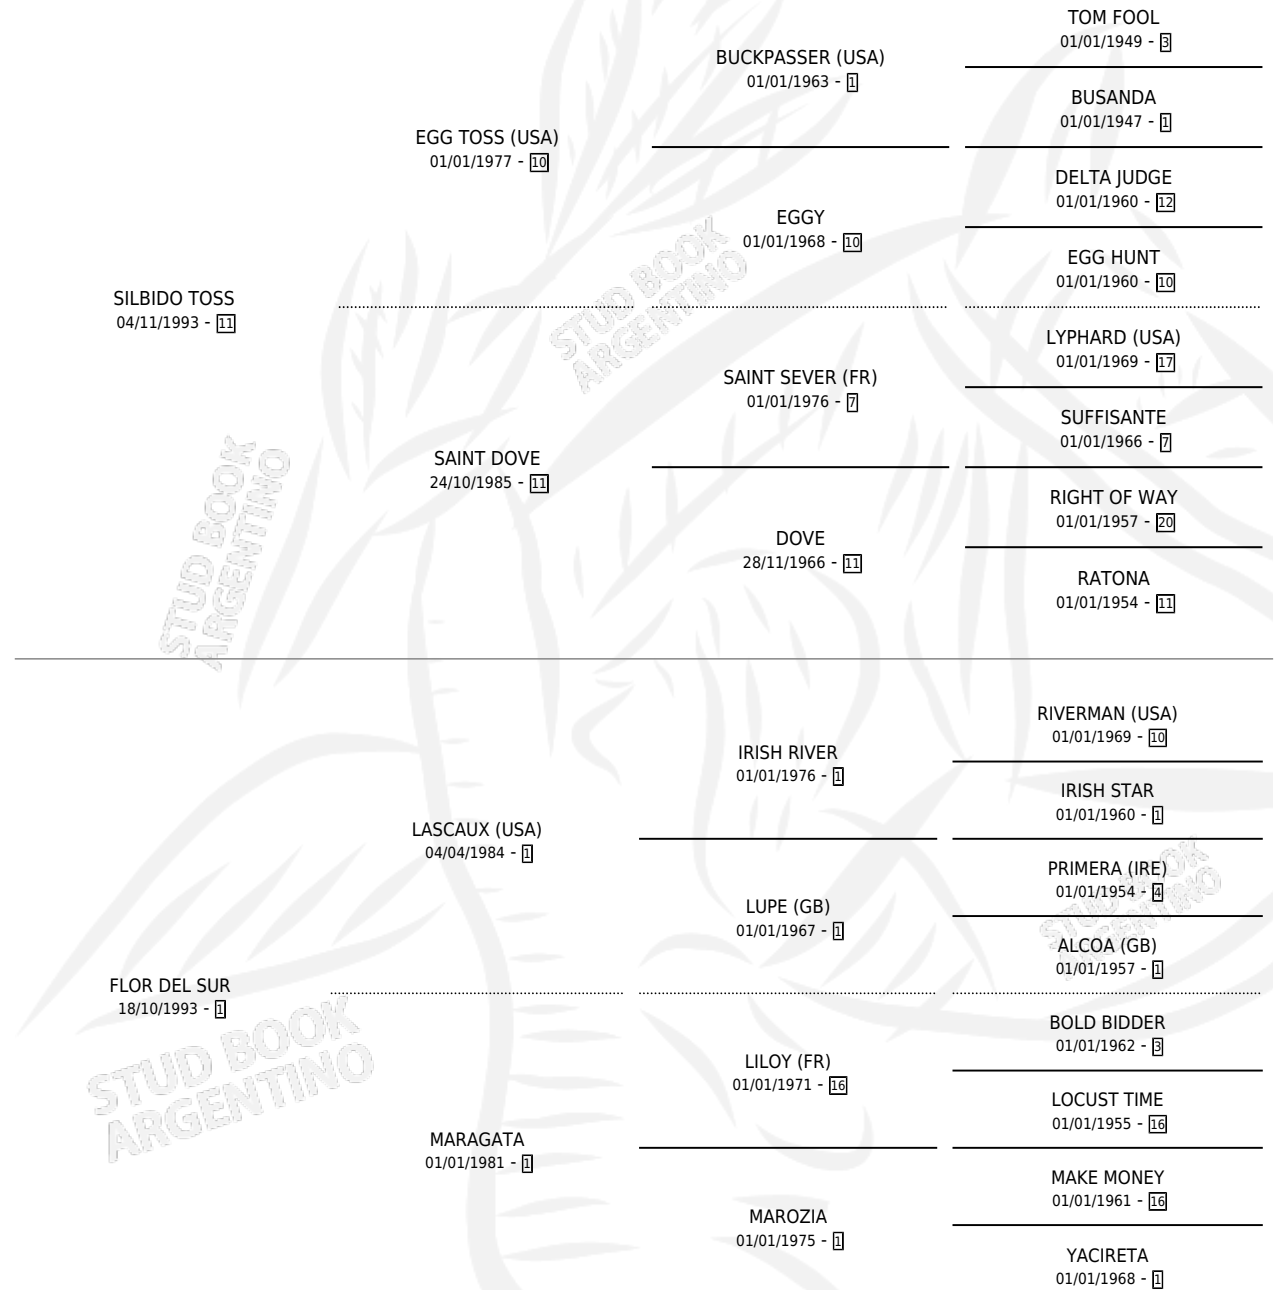 TOM FOOL
01/01/1949 - 3
BUCKPASSER (USA)
01/01/1963 - 1
BUSANDA
01/01/1947 - 1
EGG TOSS (USA)
01/01/1977 - 10
DELTA JUDGE
01/01/1960 - 12
EGGY
01/01/1968 - 10
EGG HUNT
01/01/1960 - 10
STUD BOOK
ARGENTINO
SILBIDO TOSS
04/11/1993 - 11
LYPHARD (USA)
01/01/1969 - 17
SAINT SEVER (FR)
01/01/1976 - 7
SUFFISANTE
01/01/1966 - 7
SAINT DOVE
24/10/1985 - 11
RIGHT OF WAY
01/01/1957 - 20
DOVE
28/11/1966 - 11
RATONA
01/01/1954 - 11
STUD BOOK
ARGENTINO
RIVERMAN (USA)
01/01/1969 - 10
IRISH RIVER
01/01/1976 - 1
IRISH STAR
01/01/1960 - 1
LASCAUX (USA)
04/04/1984 - 1
PRIMERA (IRE)
01/01/1954 - 4
LUPE (GB)
01/01/1967 - 1
ALCOA (GB)
01/01/1957 - 1
STUD BOOK
ARGENTINO
FLOR DEL SUR
18/10/1993 - 1
BOLD BIDDER
01/01/1962 - 3
LILOY (FR)
01/01/1971 - 16
LOCUST TIME
01/01/1955 - 16
STUD BOOK
ARGENTINO
MARAGATA
01/01/1981 - 1
MAKE MONEY
01/01/1961 - 16
MAROZIA
01/01/1975 - 1
YACIRETA
01/01/1968 - 1